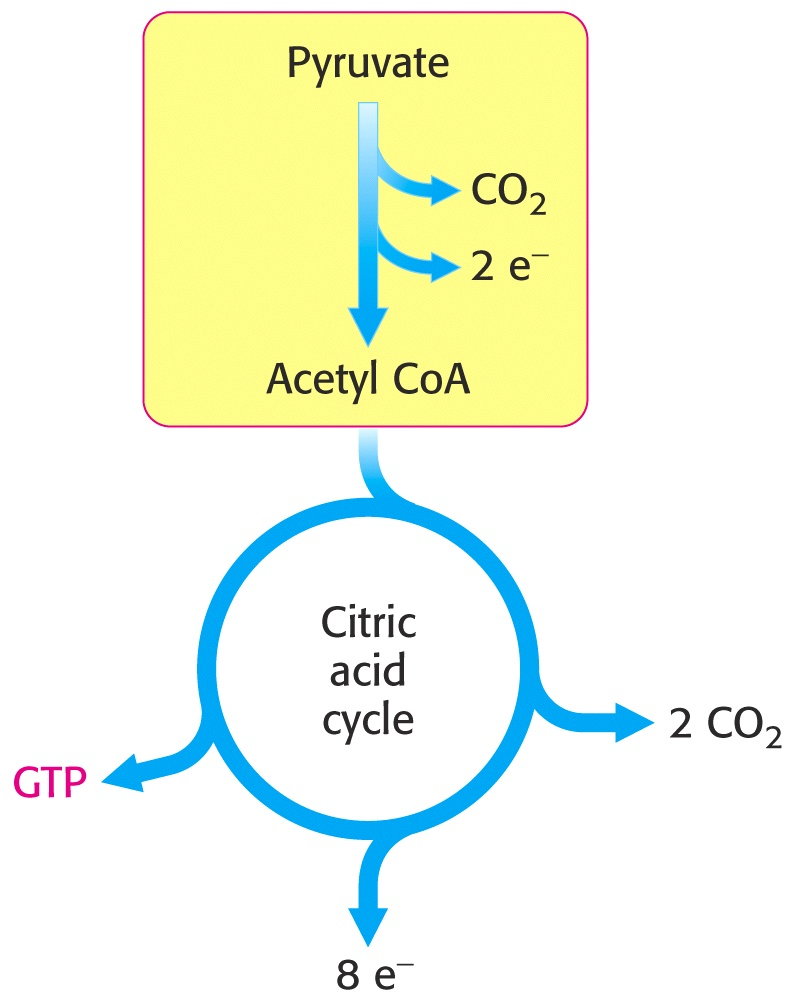 Pyruvate
CO₂
2 e⁻
Acetyl CoA
Citric
acid
cycle
2 CO₂
GTP
8 e⁻